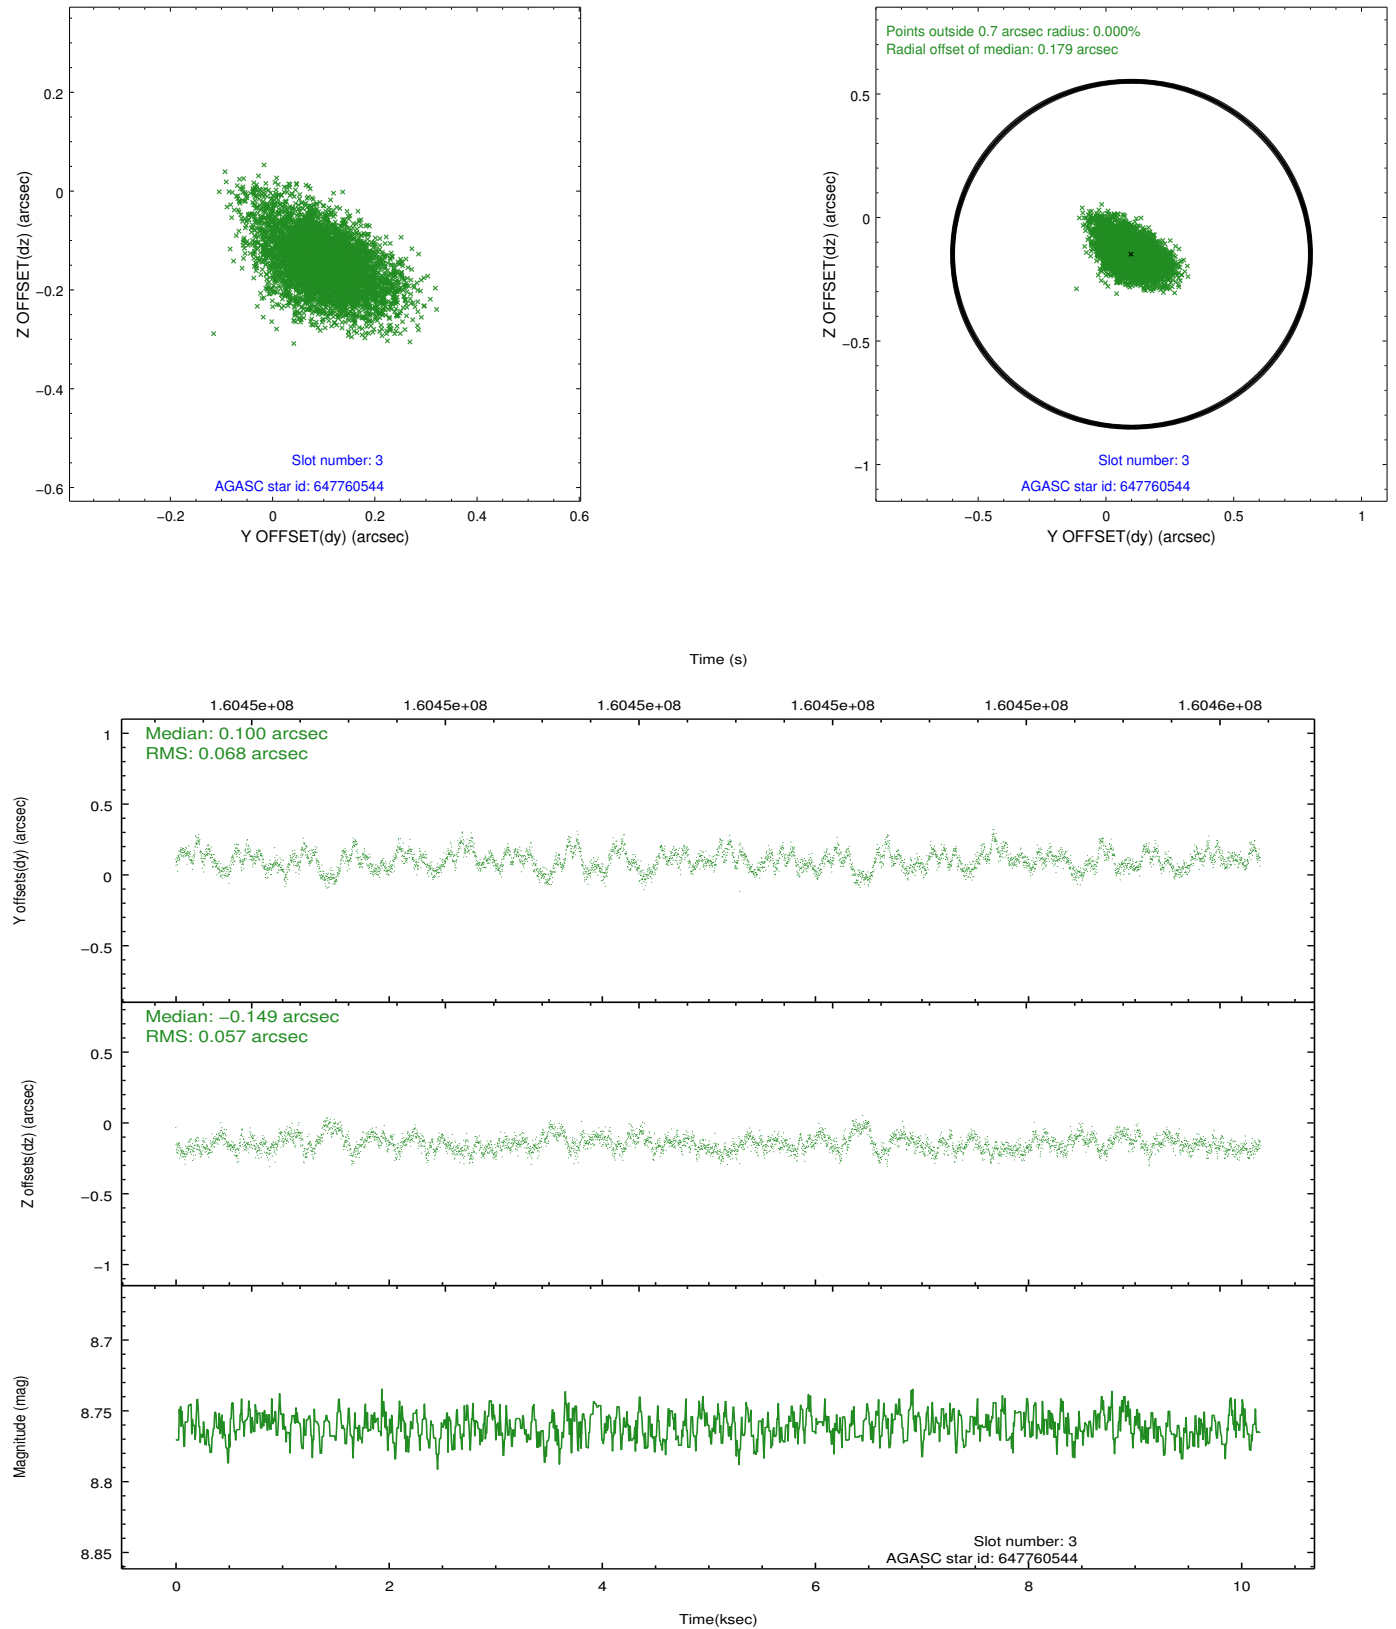 0.2
0
−0.2
−0.4
−0.6
Z OFFSET(dz) (arcsec)
Slot number: 3
AGASC star id: 647760544
−0.2 0 0.2 0.4 0.6
Y OFFSET(dy) (arcsec)
Points outside 0.7 arcsec radius: 0.000%
Radial offset of median: 0.179 arcsec
0.5
0
−0.5
−1
Z OFFSET(dz) (arcsec)
Slot number: 3
AGASC star id: 647760544
−0.5 0 0.5 1
Y OFFSET(dy) (arcsec)
Time (s)
1.6045e+08 1.6045e+08 1.6045e+08 1.6045e+08 1.6045e+08 1.6046e+08
Median: 0.100 arcsec
RMS: 0.068 arcsec
1
0.5
0
−0.5
Y offsets(dy) (arcsec)
Median: −0.149 arcsec
RMS: 0.057 arcsec
0.5
0
−0.5
−1
Z offsets(dz) (arcsec)
8.7
8.75
8.8
8.85
Magnitude (mag)
Slot number: 3
AGASC star id: 647760544
0 2 4 6 8 10
Time(ksec)